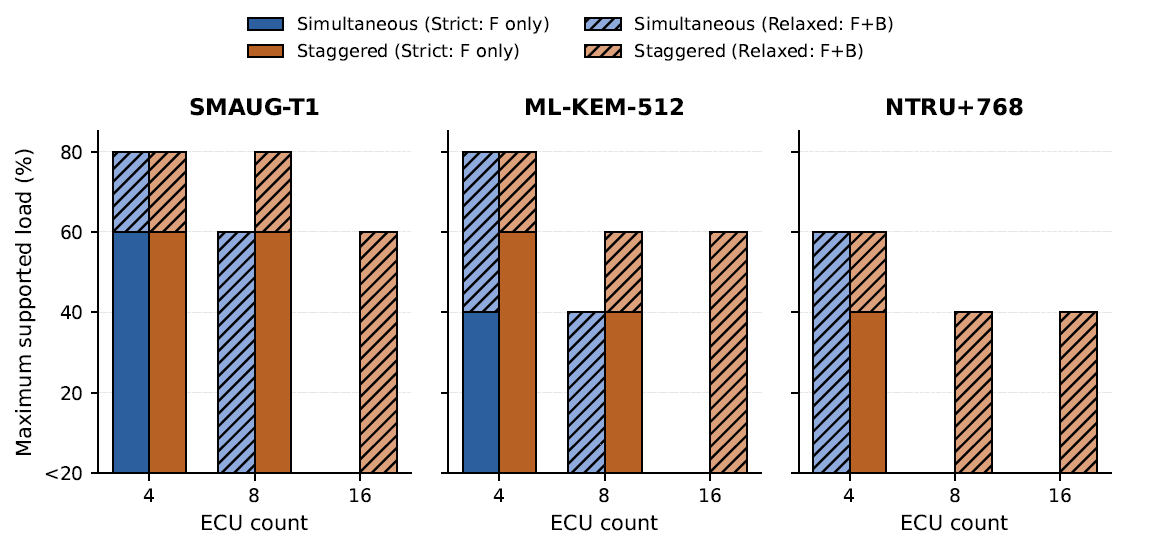 Simultaneous (Strict: F only)
Staggered (Strict: F only)
Simultaneous (Relaxed: F+B)
Staggered (Relaxed: F+B)
SMAUG-T1
ML-KEM-512
NTRU+768
Maximum supported load (%)
80
60
40
20
<20
4
8
16
4
8
16
4
8
16
ECU count
ECU count
ECU count